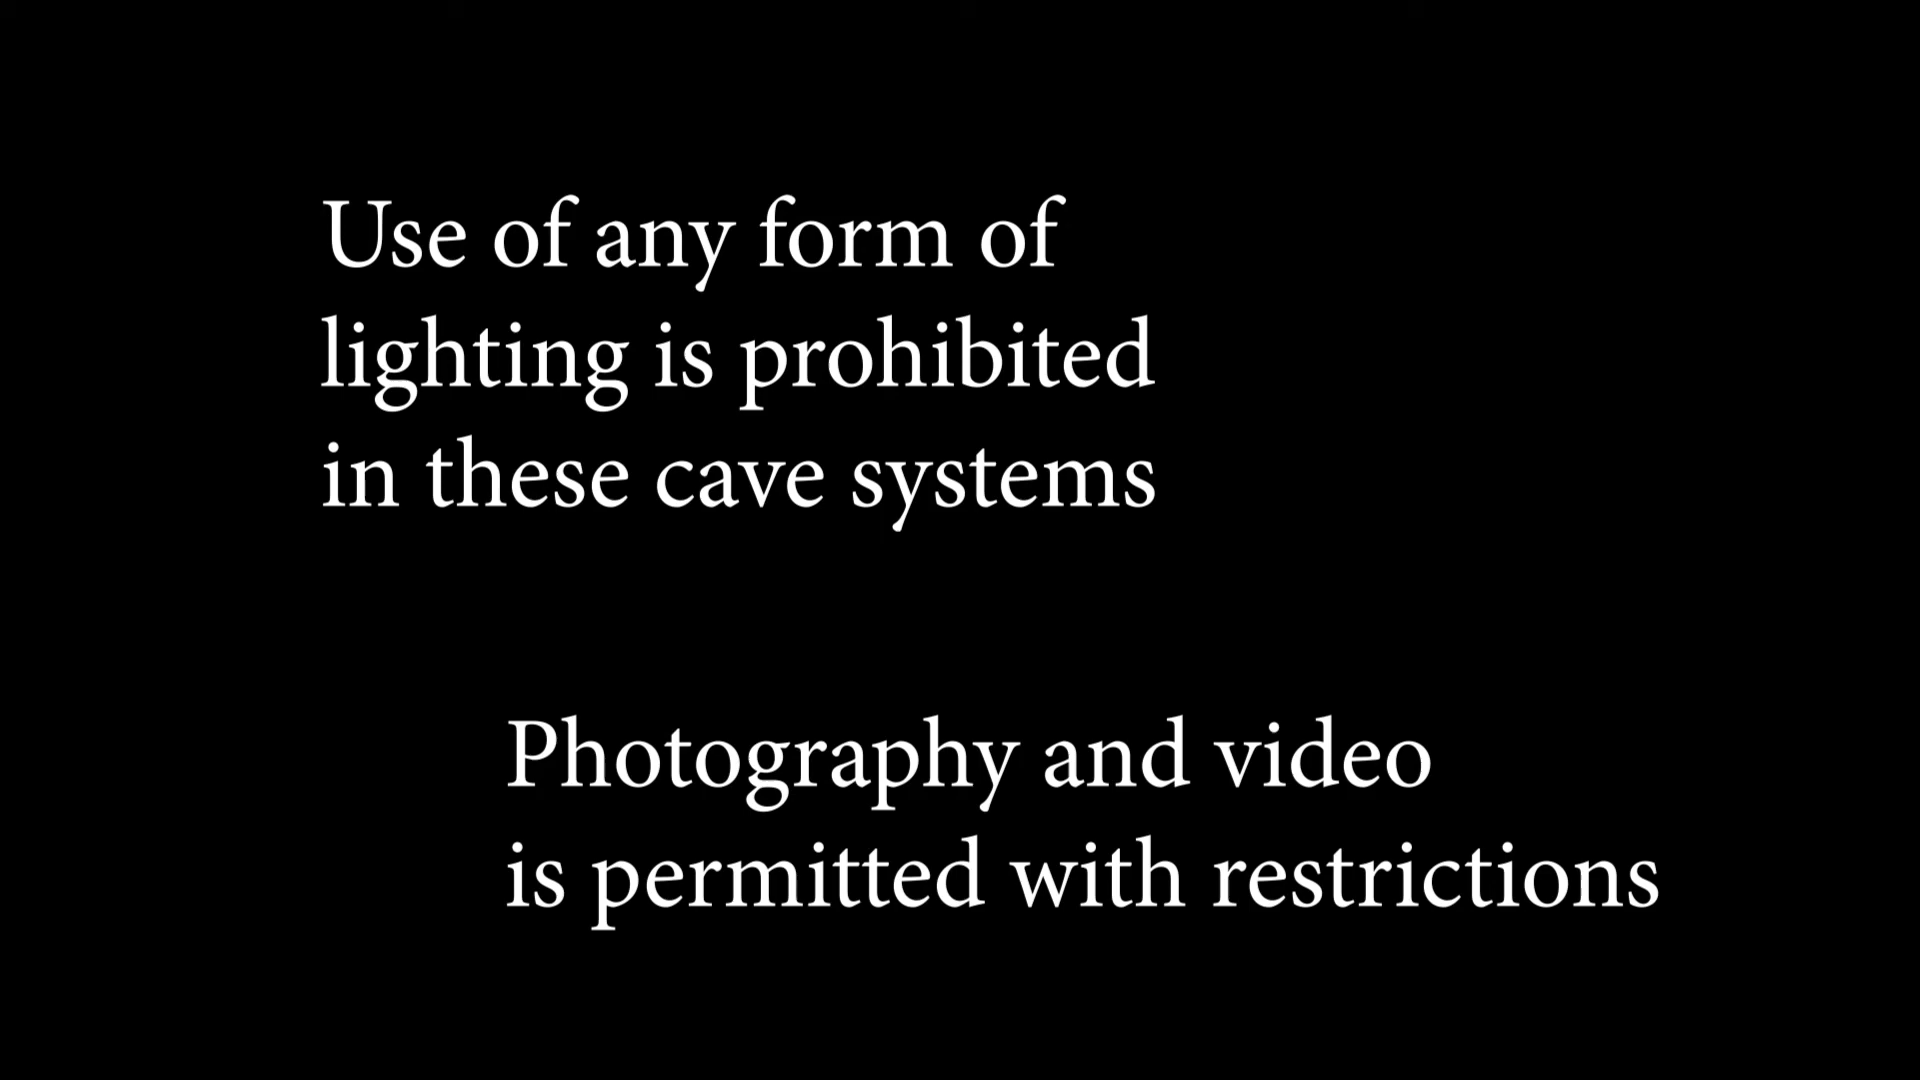 Use of any form of
lighting is prohibited
in these cave systems
Photography and video
is permitted with restrictions